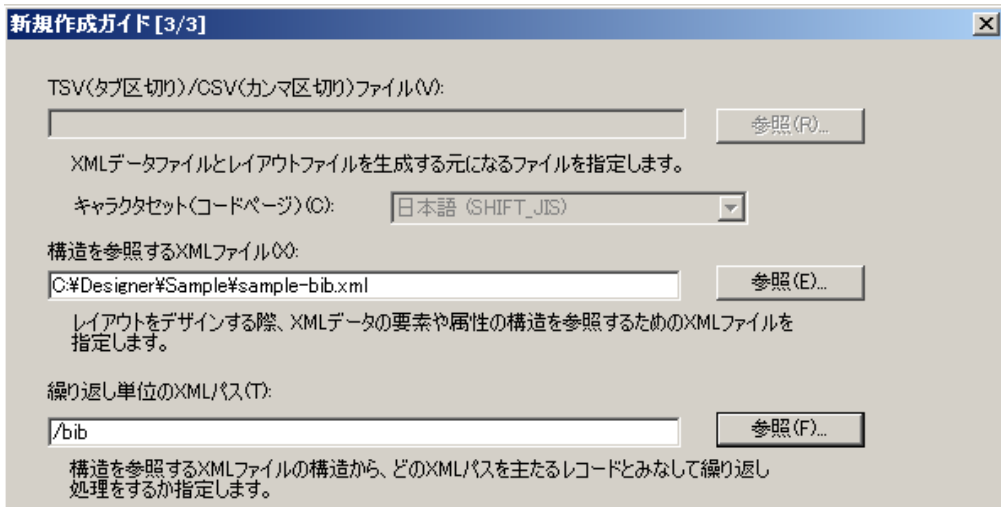 新規作成ガイド[3/3]
TSV(タブ区切り)/CSV(カンマ区切り)ファイル(V):
参照(R)...
XMLデータファイルとレイアウトファイルを生成する元になるファイルを指定します。
キャラクタセット(コードページ)(C):
日本語 (SHIFT_JIS)
構造を参照するXMLファイル(X):
C:¥Designer¥Sample¥sample-bib.xml
参照(E)...
レイアウトをデザインする際、XMLデータの要素や属性の構造を参照するためのXMLファイルを
指定します。
繰り返し単位のXMLパス(T):
/bib
参照(F)...
構造を参照するXMLファイルの構造から、どのXMLパスを主たるレコードとみなして繰り返し
処理をするか指定します。